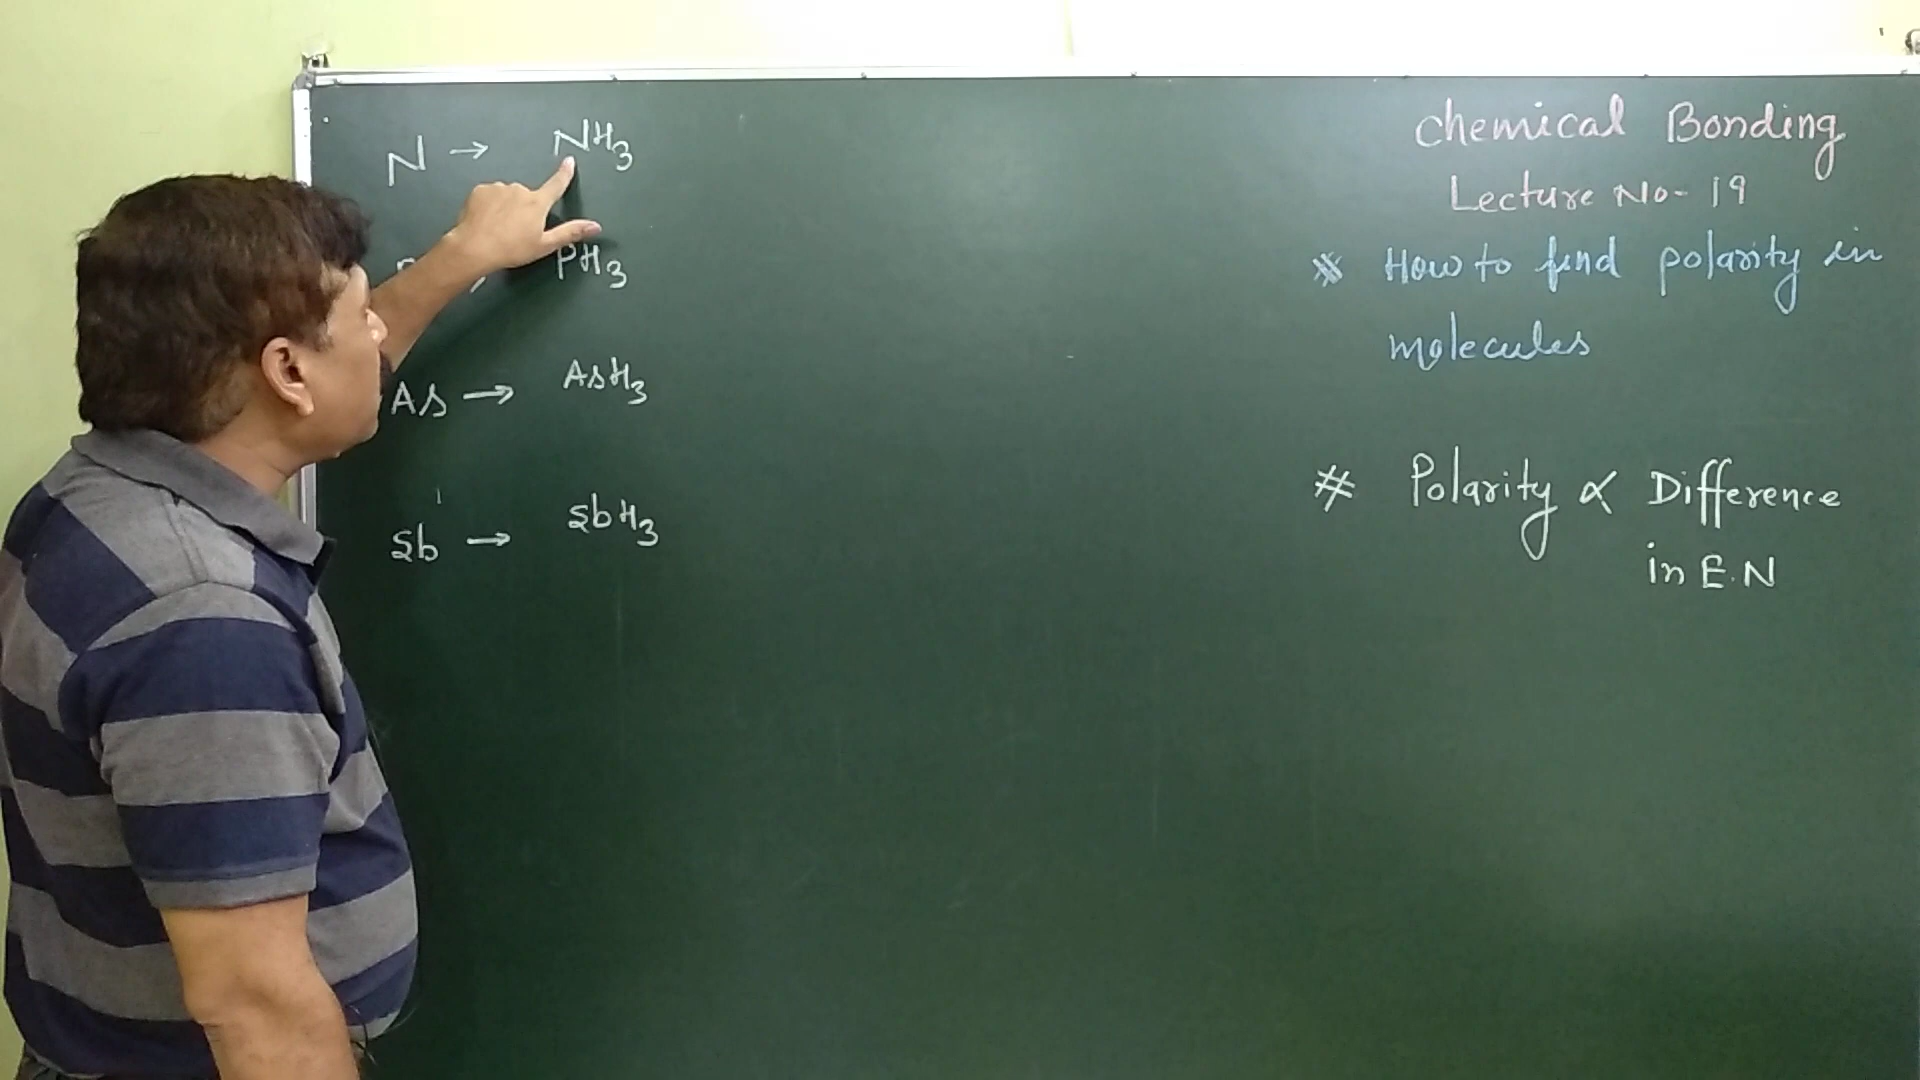 N → NH3
PH3
As → AsH3
Sb → SbH3
Chemical Bonding
Lecture No- 19
* How to find polarity in
molecules
# Polarity ∝ Difference
in E.N